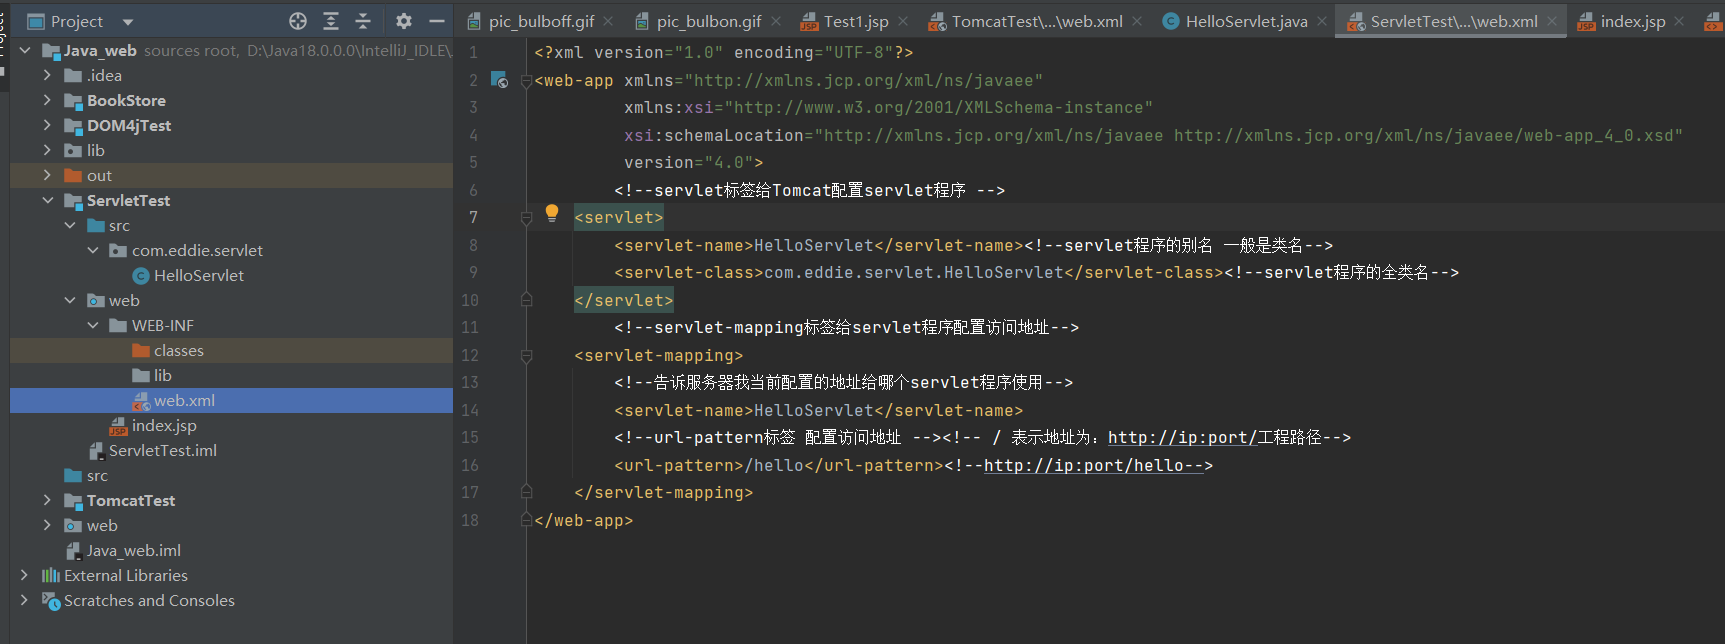 Project
Java_web sources root, D:\Java18.0.0.0\IntelliJ_IDLE\
.idea
BookStore
DOM4jTest
lib
out
ServletTest
src
com.eddie.servlet
HelloServlet
web
WEB-INF
classes
lib
web.xml
index.jsp
ServletTest.iml
src
TomcatTest
web
Java_web.iml
External Libraries
Scratches and Consoles
pic_bulboff.gif pic_bulbon.gif Test1.jsp TomcatTest\...\web.xml HelloServlet.java ServletTest\...\web.xml index.jsp
1 <?xml version="1.0" encoding="UTF-8"?>
2 <web-app xmlns="http://xmlns.jcp.org/xml/ns/javaee"
3 xmlns:xsi="http://www.w3.org/2001/XMLSchema-instance"
4 xsi:schemaLocation="http://xmlns.jcp.org/xml/ns/javaee http://xmlns.jcp.org/xml/ns/javaee/web-app_4_0.xsd"
5 version="4.0">
6 <!--servlet标签给Tomcat配置servlet程序 -->
7 <servlet>
8 <servlet-name>HelloServlet</servlet-name><!--servlet程序的别名 一般是类名-->
9 <servlet-class>com.eddie.servlet.HelloServlet</servlet-class><!--servlet程序的全类名-->
10 </servlet>
11 <!--servlet-mapping标签给servlet程序配置访问地址-->
12 <servlet-mapping>
13 <!--告诉服务器我当前配置的地址给哪个servlet程序使用-->
14 <servlet-name>HelloServlet</servlet-name>
15 <!--url-pattern标签 配置访问地址 --><!-- / 表示地址为：http://ip:port/工程路径-->
16 <url-pattern>/hello</url-pattern><!--http://ip:port/hello-->
17 </servlet-mapping>
18 </web-app>